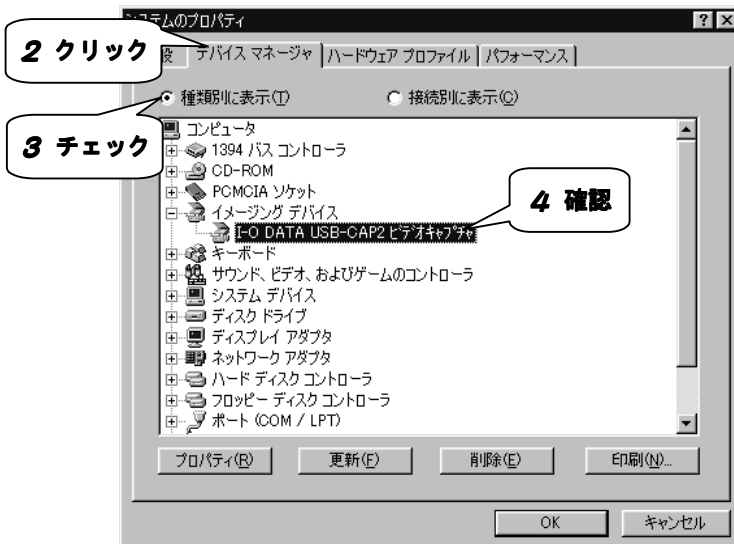 システムのプロパティ
2 クリック
デバイス マネージャ
ハードウェア プロファイル
パフォーマンス
種類別に表示(T)
接続別に表示(C)
3 チェック
コンピュータ
1394 バス コントローラ
CD-ROM
PCMCIA ソケット
イメージング デバイス
I-O DATA USB-CAP2 ビデオキャプチャ
4 確認
キーボード
サウンド、ビデオ、およびゲームのコントローラ
システム デバイス
ディスク ドライブ
ディスプレイ アダプタ
ネットワーク アダプタ
ハード ディスク コントローラ
フロッピー ディスク コントローラ
ポート (COM / LPT)
プロパティ(R)
更新(F)
削除(E)
印刷(N)...
OK
キャンセル